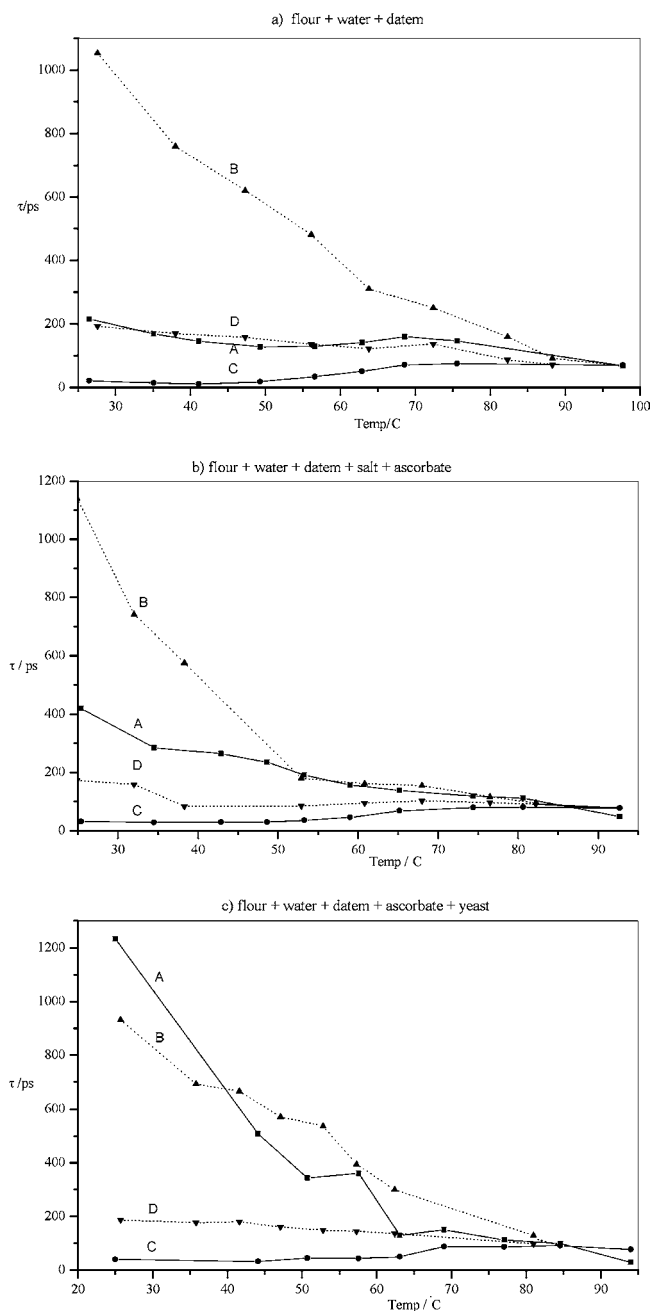 a) flour + water + datem
1000
800
600
400
200
0
τ/ps
B
D
A
C
30 40 50 60 70 80 90 100
Temp/C
b) flour + water + datem + salt + ascorbate
1200
1000
800
600
400
200
0
τ / ps
B
A
D
C
30 40 50 60 70 80 90
Temp / C
c) flour + water + datem + ascorbate + yeast
1200
1000
800
600
400
200
0
τ /ps
A
B
D
C
20 30 40 50 60 70 80 90
Temp / °C